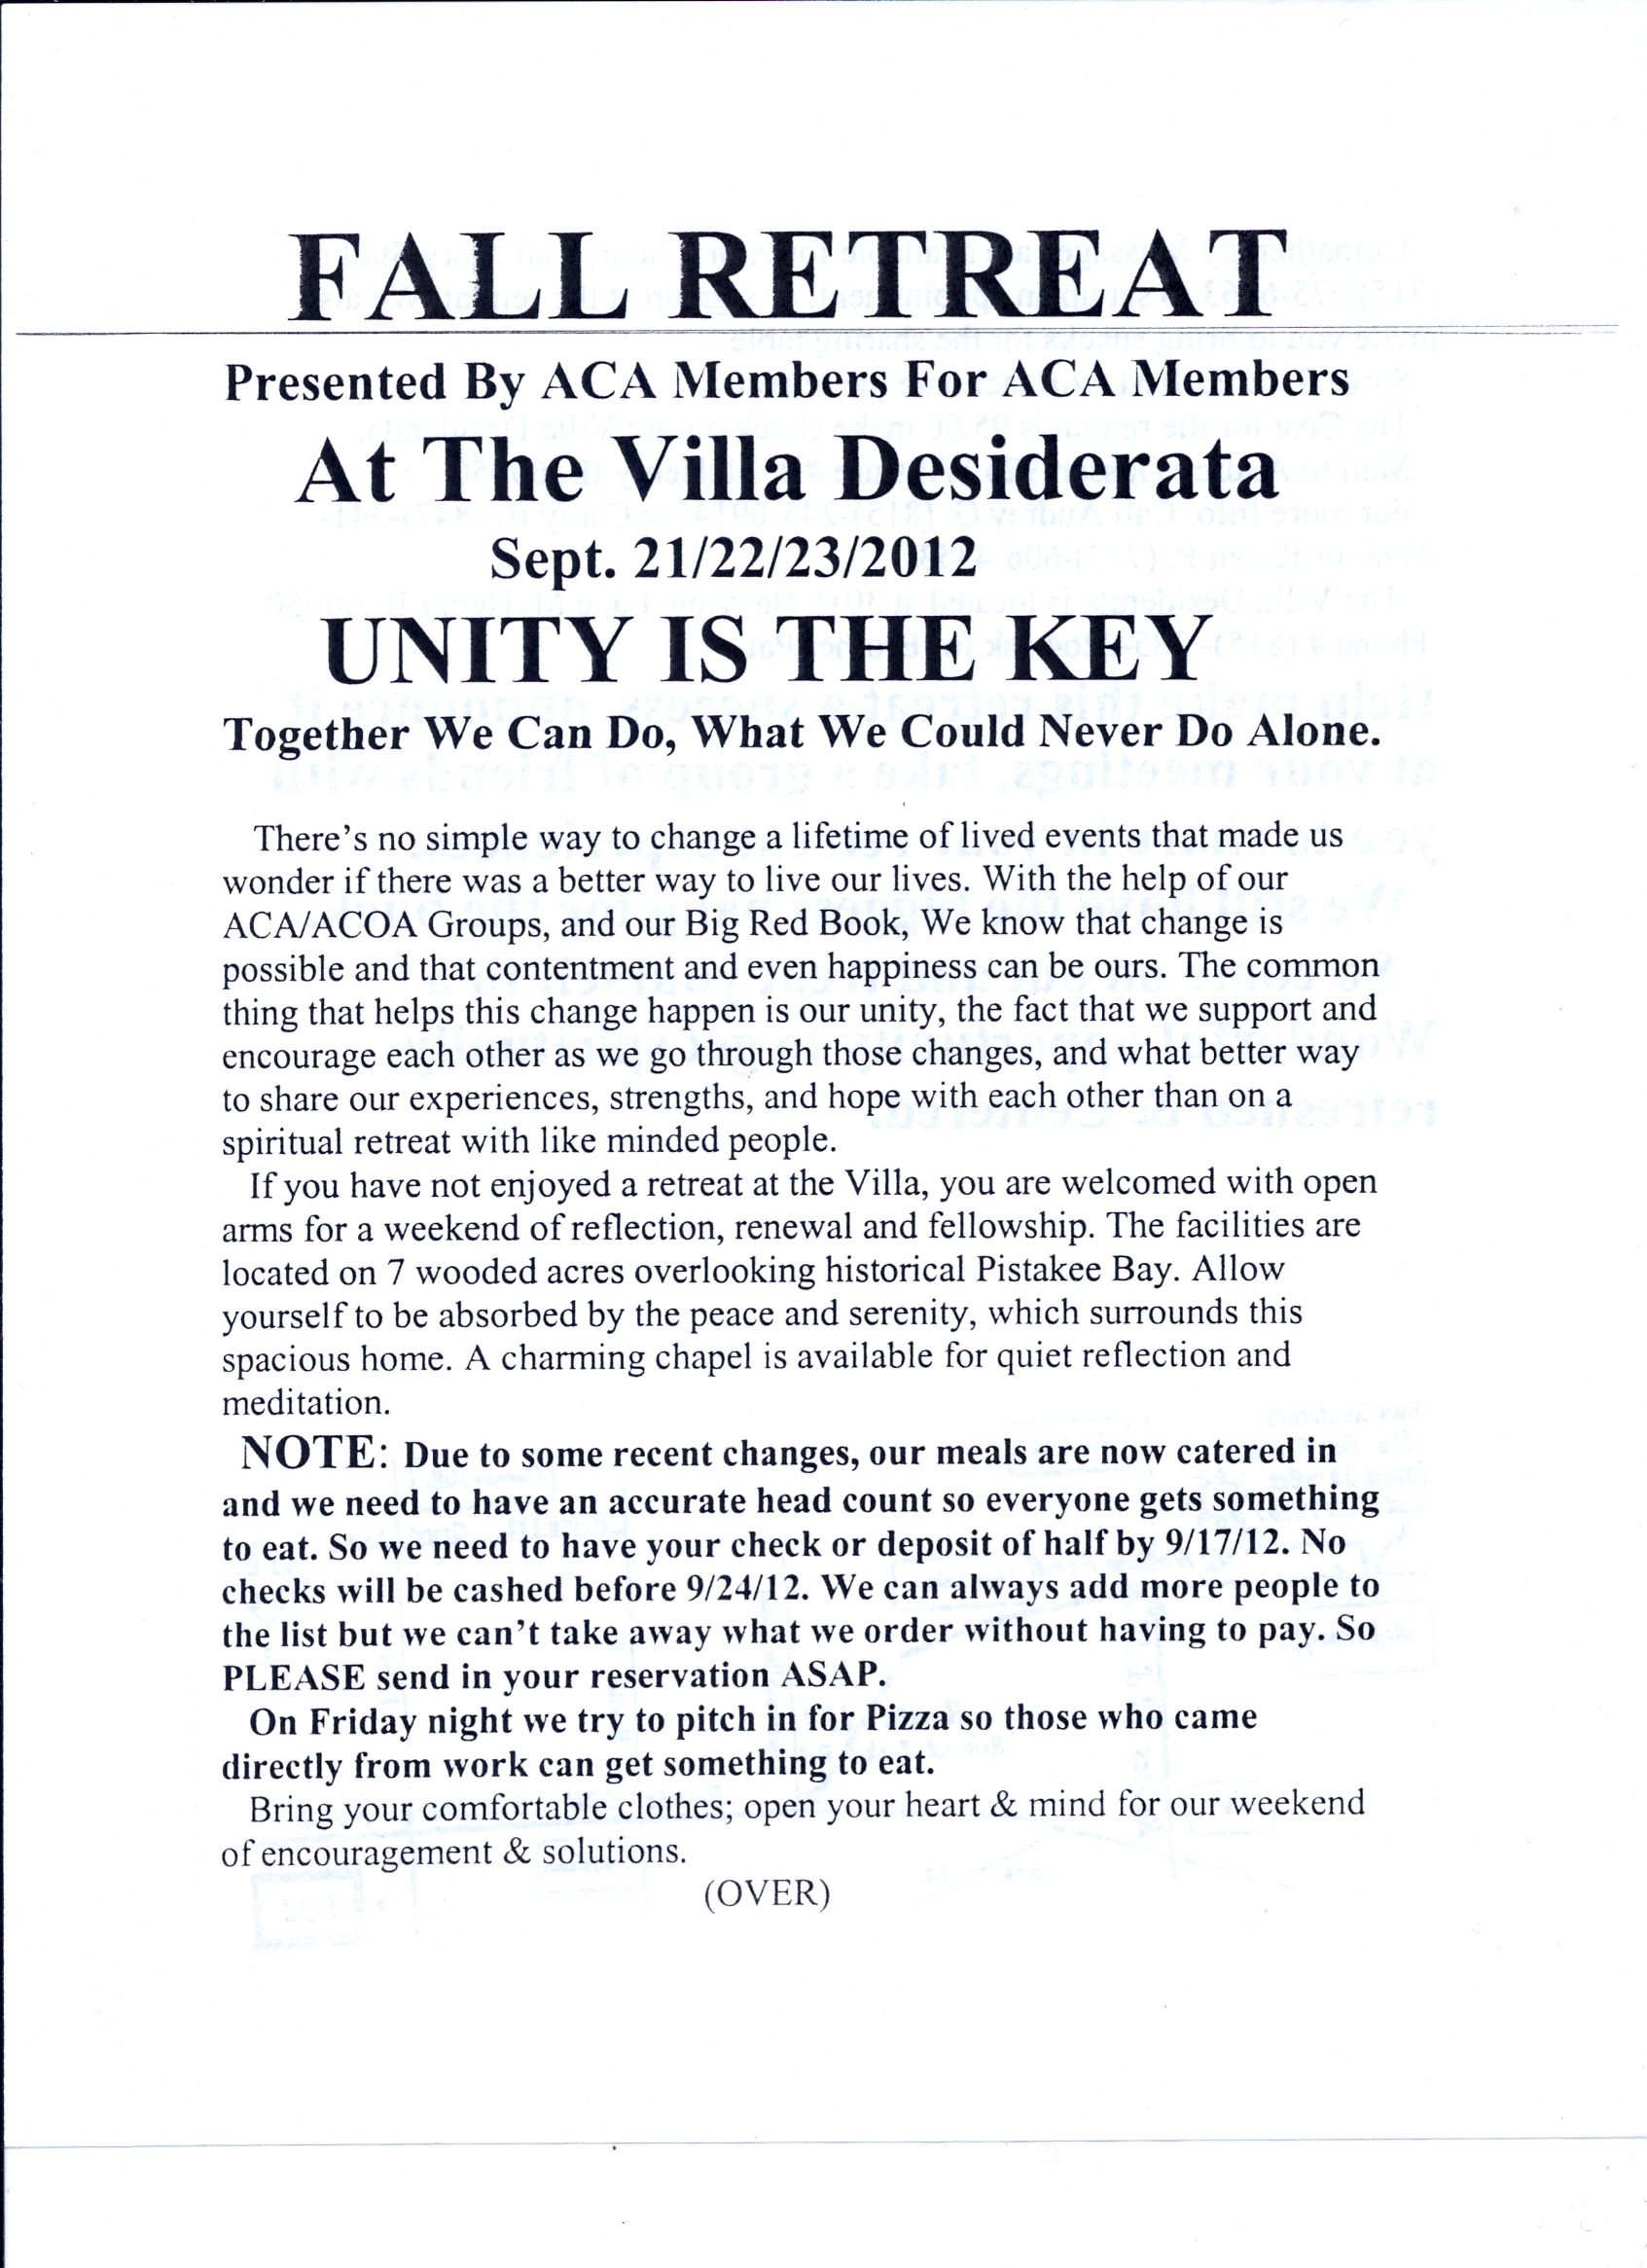 FALL RETREAT
Presented By ACA Members For ACA Members
At The Villa Desiderata
Sept. 21/22/23/2012
UNITY IS THE KEY
Together We Can Do, What We Could Never Do Alone.
There's no simple way to change a lifetime of lived events that made us
wonder if there was a better way to live our lives. With the help of our
ACA/ACOA Groups, and our Big Red Book, We know that change is
possible and that contentment and even happiness can be ours. The common
thing that helps this change happen is our unity, the fact that we support and
encourage each other as we go through those changes, and what better way
to share our experiences, strengths, and hope with each other than on a
spiritual retreat with like minded people.
If you have not enjoyed a retreat at the Villa, you are welcomed with open
arms for a weekend of reflection, renewal and fellowship. The facilities are
located on 7 wooded acres overlooking historical Pistakee Bay. Allow
yourself to be absorbed by the peace and serenity, which surrounds this
spacious home. A charming chapel is available for quiet reflection and
meditation.
NOTE: Due to some recent changes, our meals are now catered in
and we need to have an accurate head count so everyone gets something
to eat. So we need to have your check or deposit of half by 9/17/12. No
checks will be cashed before 9/24/12. We can always add more people to
the list but we can't take away what we order without having to pay. So
PLEASE send in your reservation ASAP.
On Friday night we try to pitch in for Pizza so those who came
directly from work can get something to eat.
Bring your comfortable clothes; open your heart & mind for our weekend
of encouragement & solutions.
(OVER)